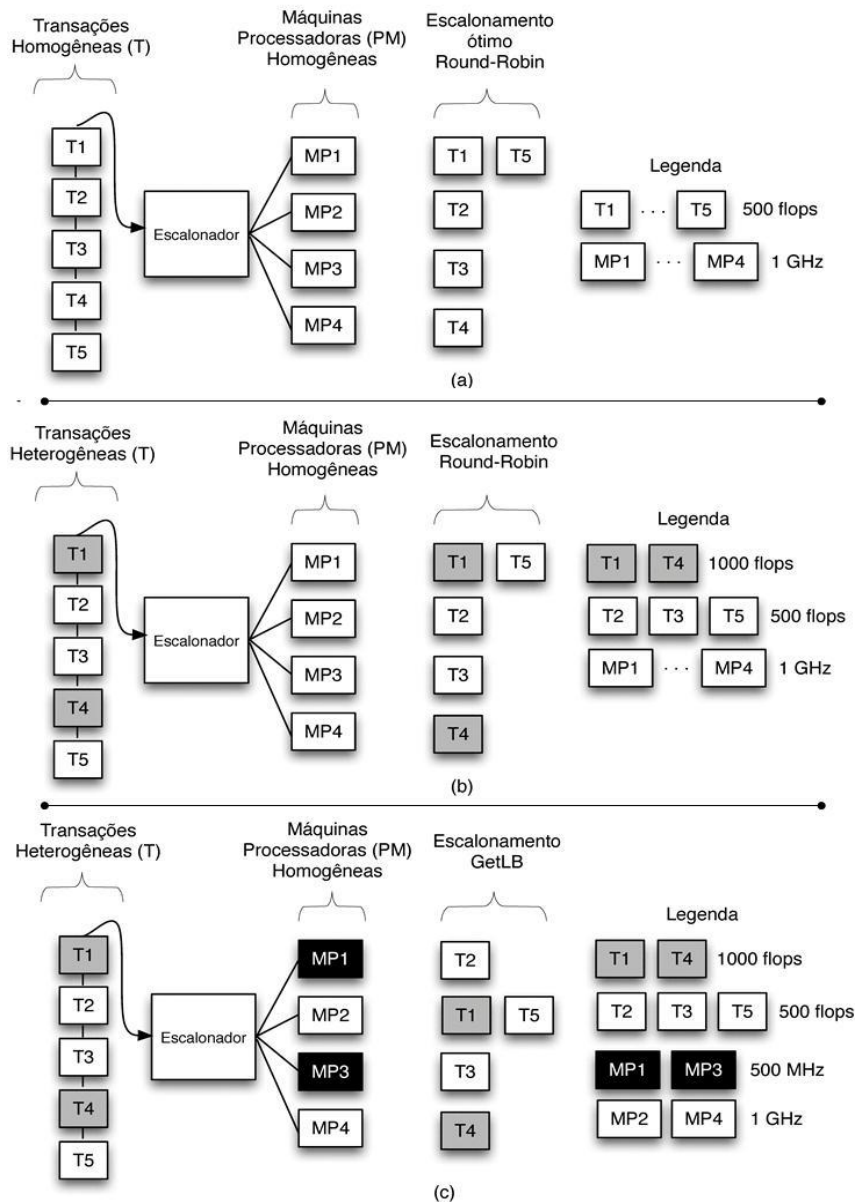 Transações
Homogêneas (T)
Máquinas
Processadoras (PM)
Homogêneas
Escalonamento
ótimo
Round-Robin
T1
T2
T3
T4
T5
Escalonador
MP1
MP2
MP3
MP4
T1 T5
T2
T3
T4
Legenda
T1 . . . T5 500 flops
MP1 . . . MP4 1 GHz
(a)
Transações
Heterogêneas (T)
Máquinas
Processadoras (PM)
Homogêneas
Escalonamento
Round-Robin
T1
T2
T3
T4
T5
Escalonador
MP1
MP2
MP3
MP4
T1 T5
T2
T3
T4
Legenda
T1 T4 1000 flops
T2 T3 T5 500 flops
MP1 . . . MP4 1 GHz
(b)
Transações
Heterogêneas (T)
Máquinas
Processadoras (PM)
Homogêneas
Escalonamento
GetLB
T1
T2
T3
T4
T5
Escalonador
MP1
MP2
MP3
MP4
T2
T1 T5
T3
T4
Legenda
T1 T4 1000 flops
T2 T3 T5 500 flops
MP1 MP3 500 MHz
MP2 MP4 1 GHz
(c)